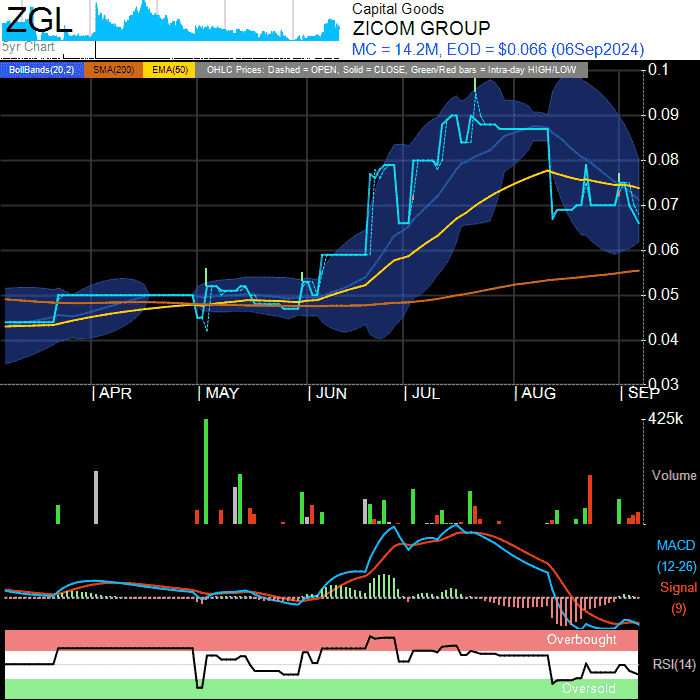 ZGL
5yr Chart
Capital Goods
ZICOM GROUP
MC = 14.2M, EOD = $0.066 (06Sep2024)
BollBands(20,2) SMA(200) EMA(50) OHLC Prices: Dashed = OPEN, Solid = CLOSE, Green/Red bars = Intra-day HIGH/LOW
0.1
0.09
0.08
0.07
0.06
0.05
0.04
0.03
APR MAY JUN JUL AUG SEP
425k
Volume
MACD
(12-26)
Signal
(9)
Overbought
RSI(14)
Oversold